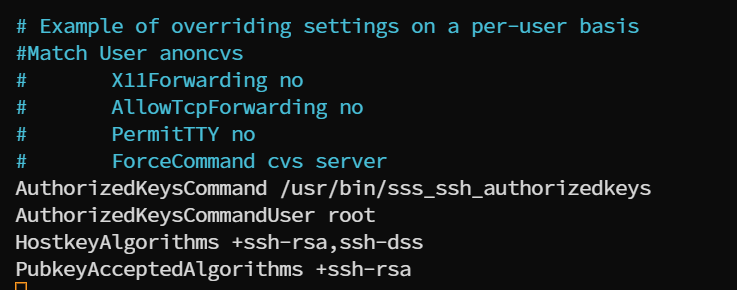 # Example of overriding settings on a per-user basis
#Match User anoncvs
#       X11Forwarding no
#       AllowTcpForwarding no
#       PermitTTY no
#       ForceCommand cvs server
AuthorizedKeysCommand /usr/bin/sss_ssh_authorizedkeys
AuthorizedKeysCommandUser root
HostkeyAlgorithms +ssh-rsa,ssh-dss
PubkeyAcceptedAlgorithms +ssh-rsa